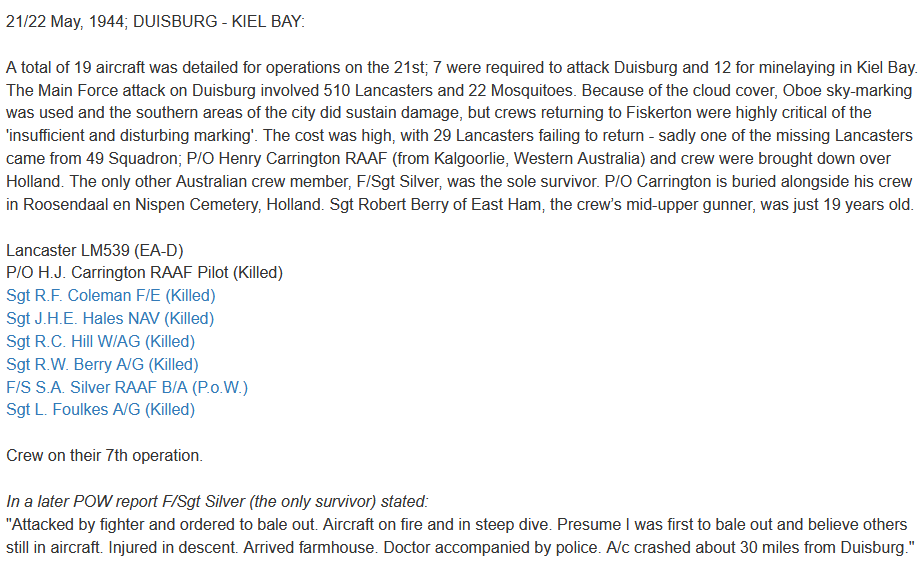 21/22 May, 1944; DUISBURG - KIEL BAY:
A total of 19 aircraft was detailed for operations on the 21st; 7 were required to attack Duisburg and 12 for minelaying in Kiel Bay.
The Main Force attack on Duisburg involved 510 Lancasters and 22 Mosquitoes. Because of the cloud cover, Oboe sky-marking
was used and the southern areas of the city did sustain damage, but crews returning to Fiskerton were highly critical of the
'insufficient and disturbing marking'. The cost was high, with 29 Lancasters failing to return - sadly one of the missing Lancasters
came from 49 Squadron; P/O Henry Carrington RAAF (from Kalgoorlie, Western Australia) and crew were brought down over
Holland. The only other Australian crew member, F/Sgt Silver, was the sole survivor. P/O Carrington is buried alongside his crew
in Roosendaal en Nispen Cemetery, Holland. Sgt Robert Berry of East Ham, the crew’s mid-upper gunner, was just 19 years old.
Lancaster LM539 (EA-D)
P/O H.J. Carrington RAAF Pilot (Killed)
Sgt R.F. Coleman F/E (Killed)
Sgt J.H.E. Hales NAV (Killed)
Sgt R.C. Hill W/AG (Killed)
Sgt R.W. Berry A/G (Killed)
F/S S.A. Silver RAAF B/A (P.o.W.)
Sgt L. Foulkes A/G (Killed)
Crew on their 7th operation.
In a later POW report F/Sgt Silver (the only survivor) stated:
"Attacked by fighter and ordered to bale out. Aircraft on fire and in steep dive. Presume I was first to bale out and believe others
still in aircraft. Injured in descent. Arrived farmhouse. Doctor accompanied by police. A/c crashed about 30 miles from Duisburg."